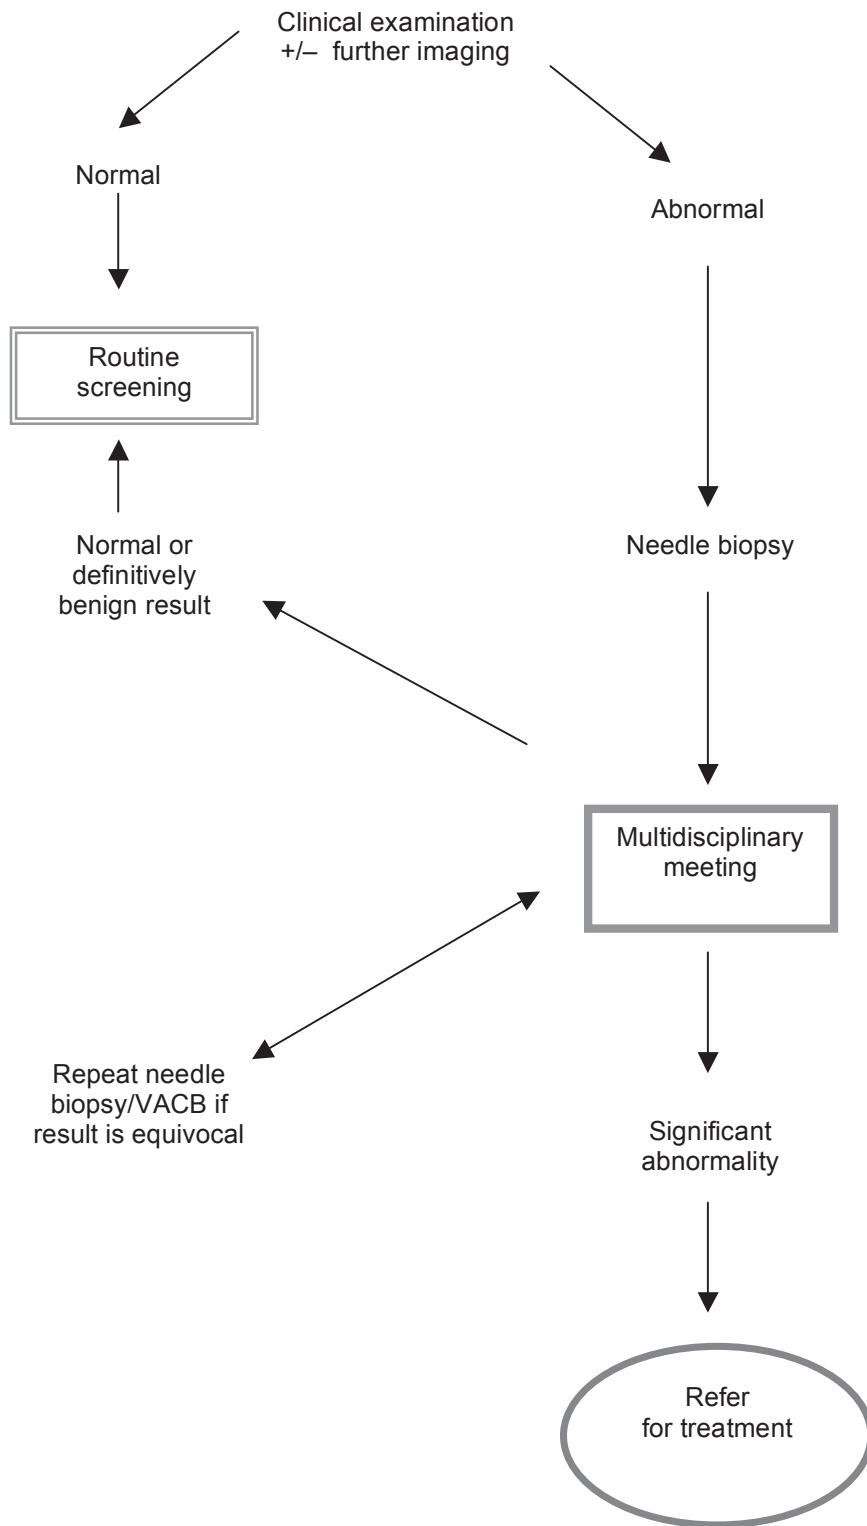 Clinical examination
+/– further imaging
Normal
Abnormal
Routine
screening
Normal or
definitively
benign result
Needle biopsy
Multidisciplinary
meeting
Repeat needle
biopsy/VACB if
result is equivocal
Significant
abnormality
Refer
for treatment